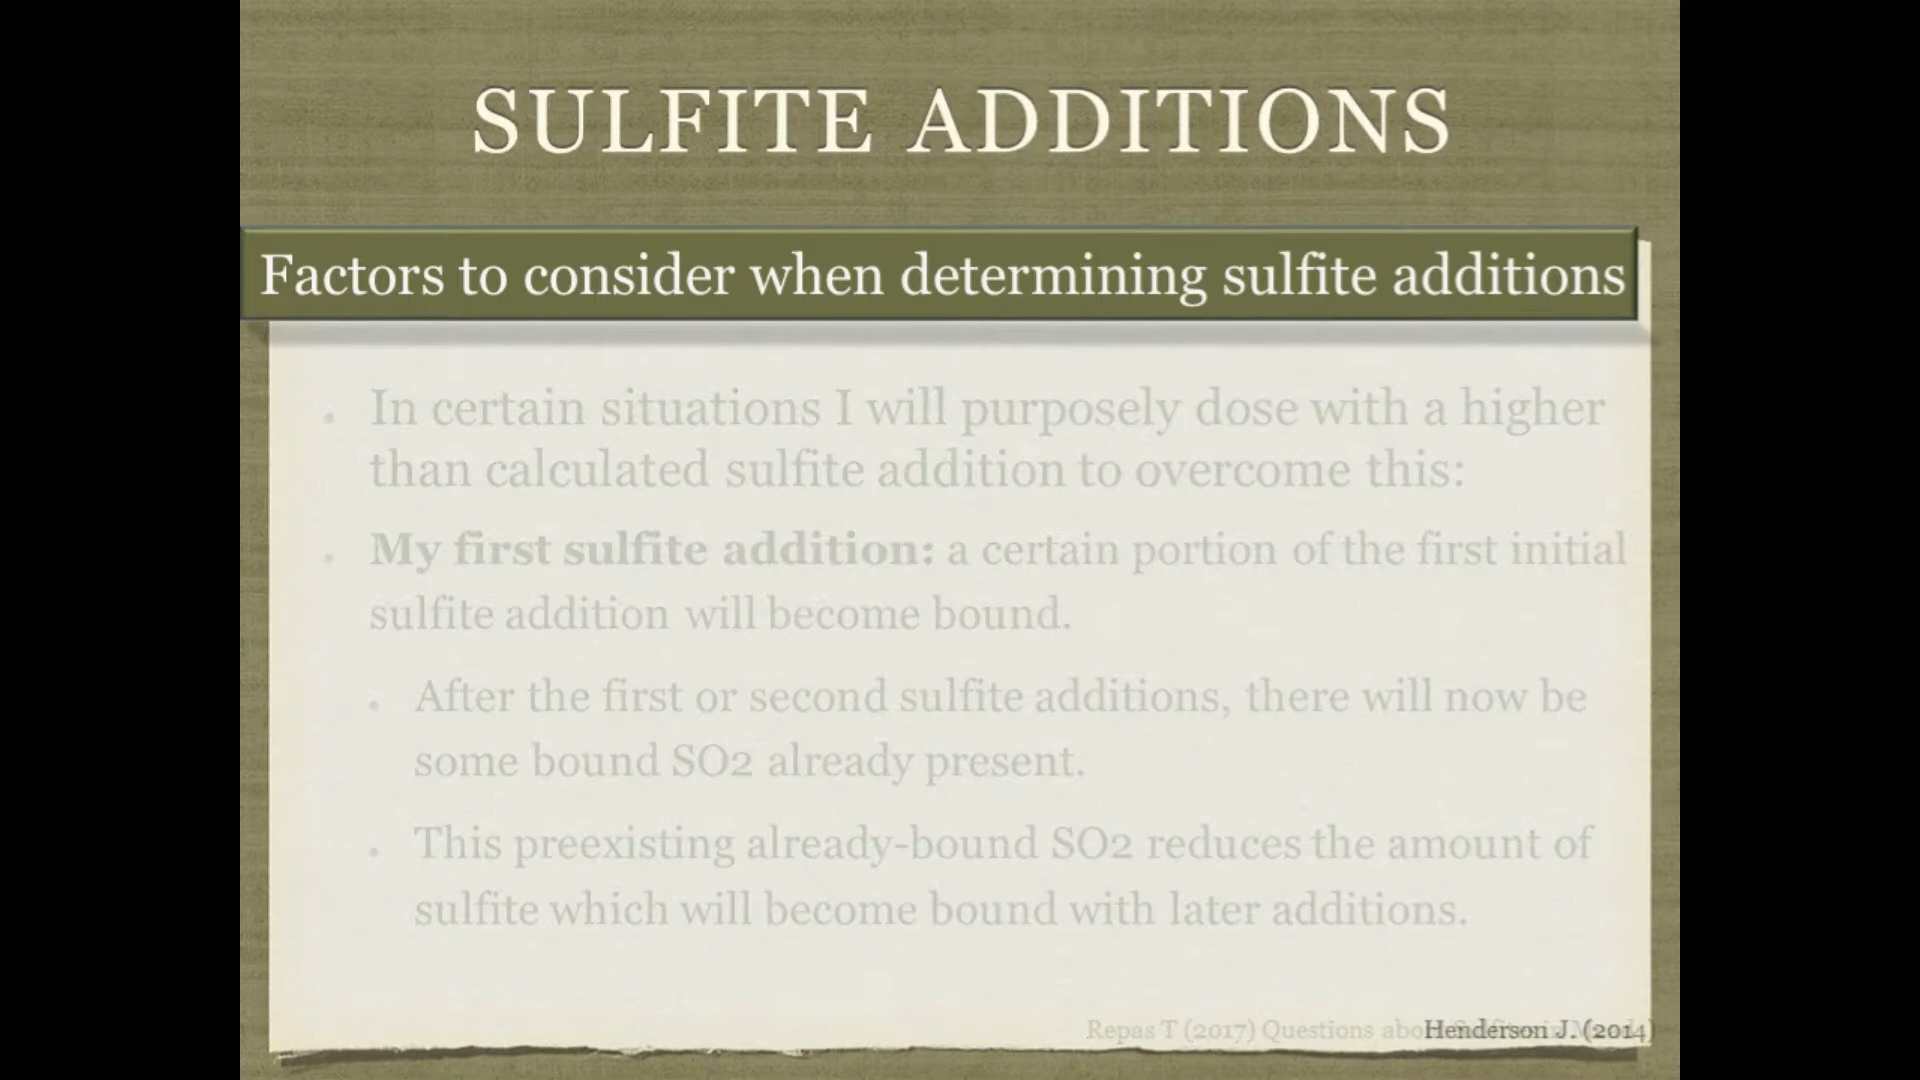 SULFITE ADDITIONS
Factors to consider when determining sulfite additions
In certain situations I will purposely dose with a higher
than calculated sulfite addition to overcome this:
My first sulfite addition: a certain portion of the first initial
sulfite addition will become bound.
After the first or second sulfite additions, there will now be
some bound SO2 already present.
This preexisting already-bound SO2 reduces the amount of
sulfite which will become bound with later additions.
Repas T (2017) Questions Henderson J. (2014)